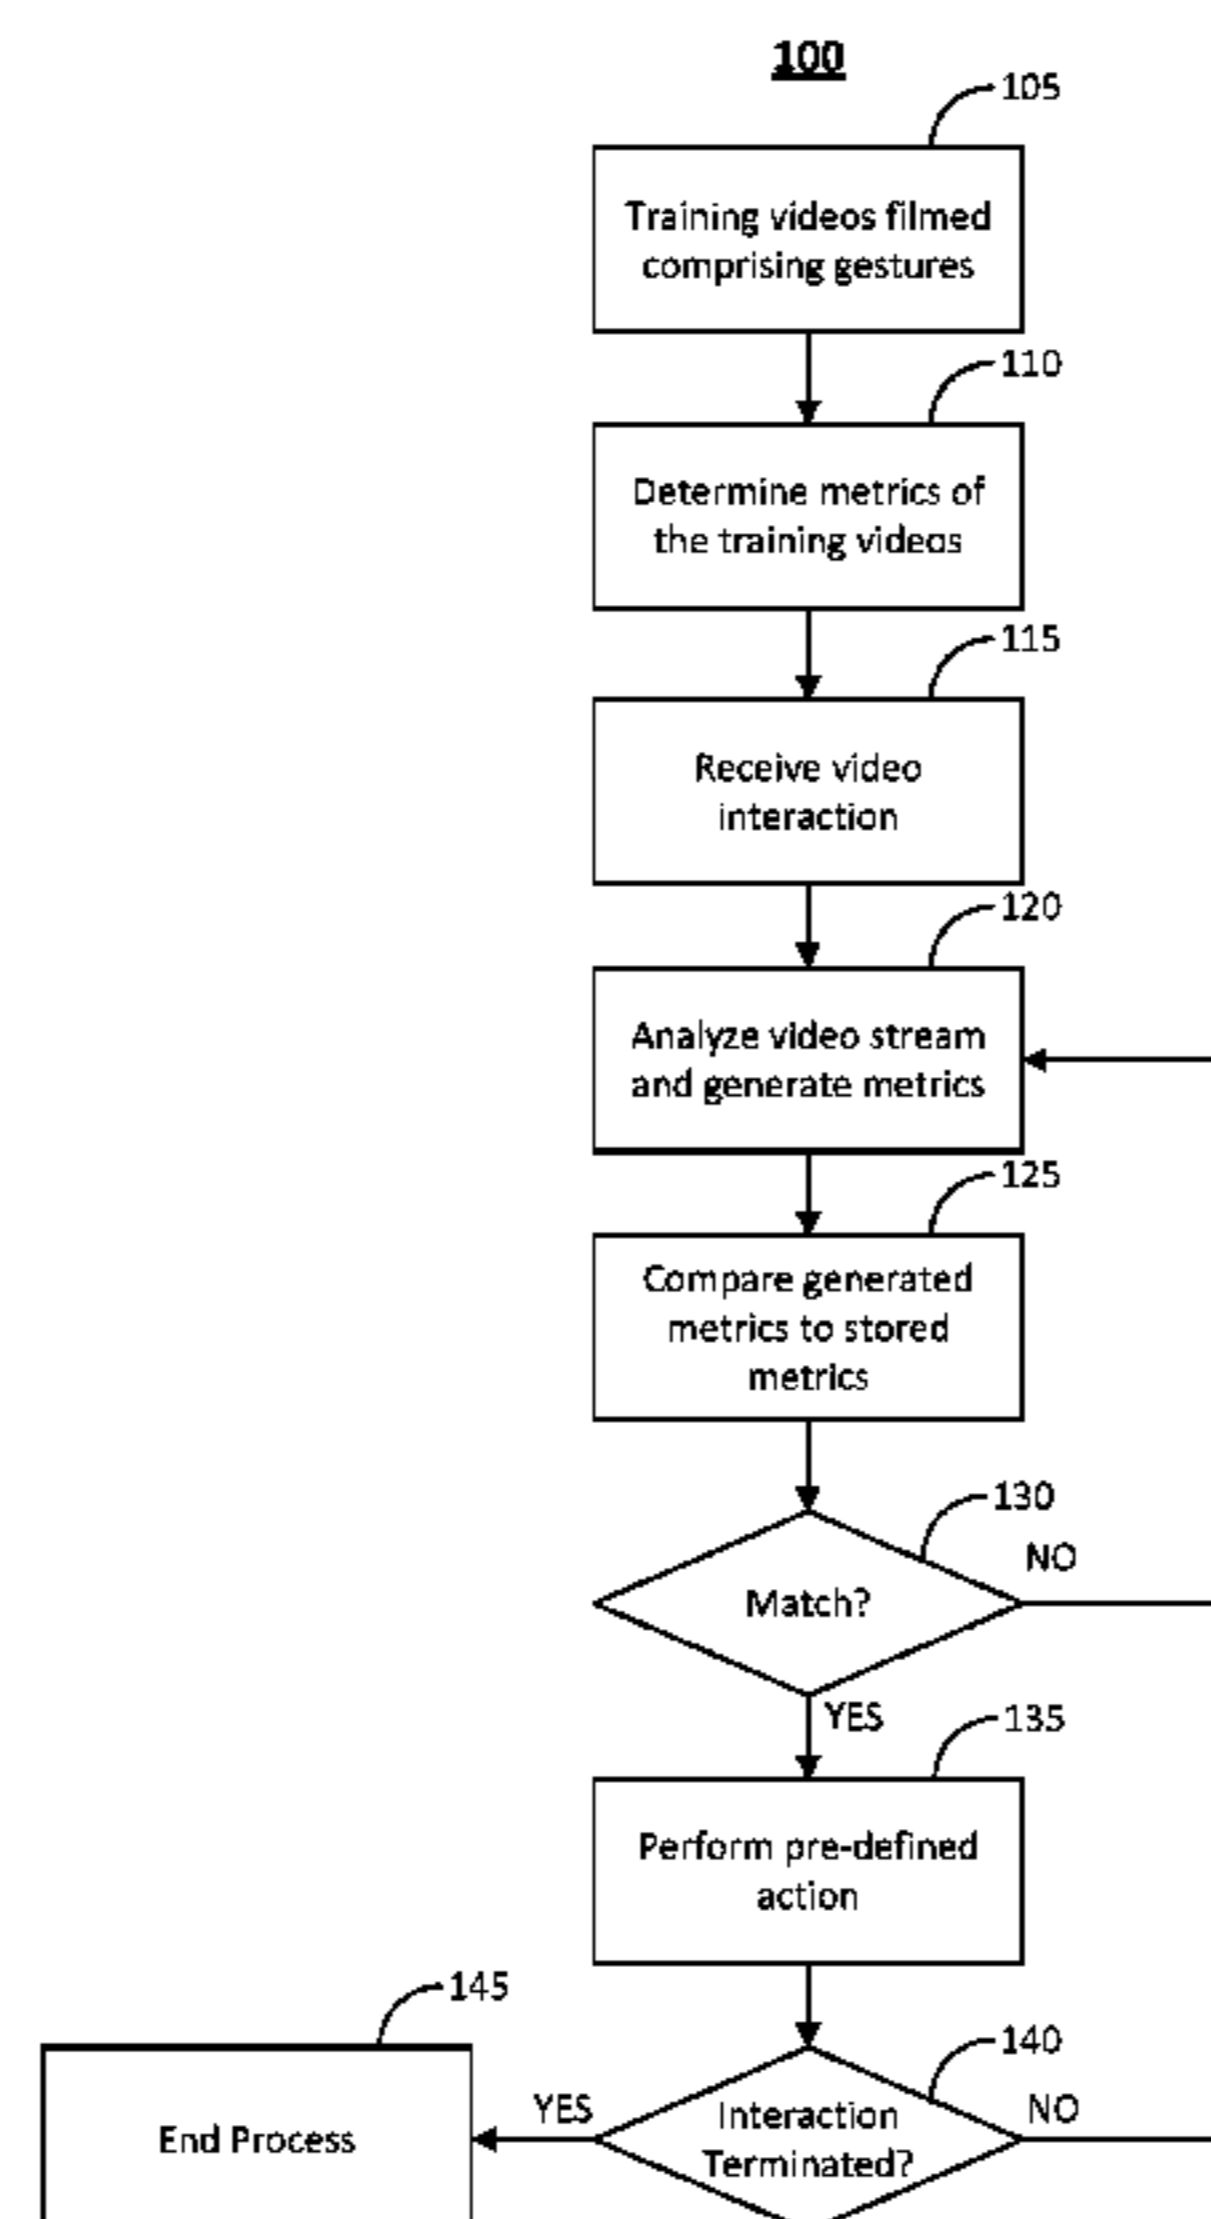 100
105
Training videos filmed
comprising gestures
110
Determine metrics of
the training videos
115
Receive video
interaction
120
Analyze video stream
and generate metrics
125
Compare generated
metrics to stored
metrics
130
NO
Match?
YES
135
Perform pre-defined
action
145
140
YES
NO
Interaction
Terminated?
End Process